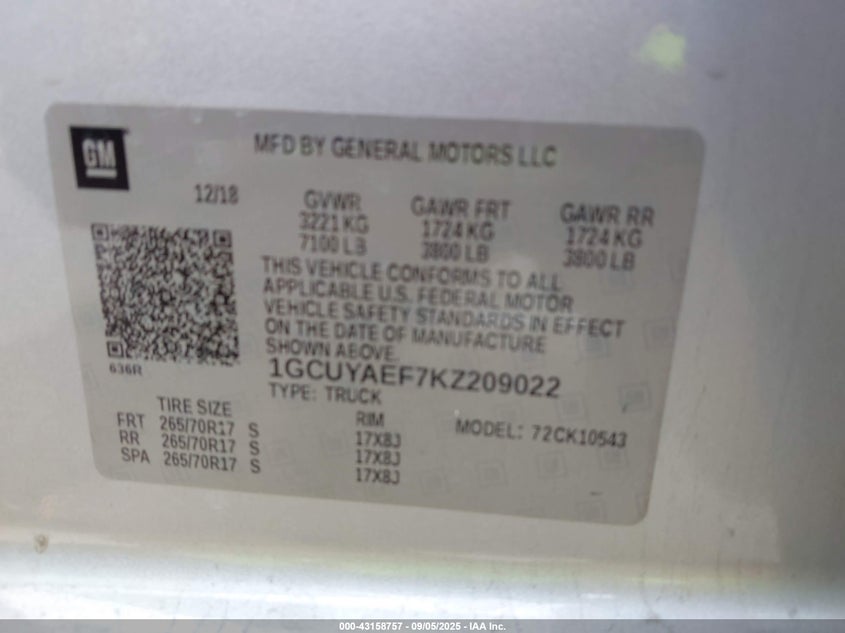 GM
MFD BY GENERAL MOTORS LLC
12/18
GVWR
3221 KG
7100 LB
GAWR FRT
1724 KG
3800 LB
GAWR RR
1724 KG
3800 LB
THIS VEHICLE CONFORMS TO ALL
APPLICABLE U.S. FEDERAL MOTOR
VEHICLE SAFETY STANDARDS IN EFFECT
ON THE DATE OF MANUFACTURE
SHOWN ABOVE.
636R
1GCUYAEF7KZ209022
TYPE: TRUCK
TIRE SIZE
RIM
FRT 265/70R17 S 17X8J
RR 265/70R17 S 17X8J
SPA 265/70R17 S 17X8J
MODEL: 72CK10543
000-43158757 - 09/05/2025 - IAA Inc.